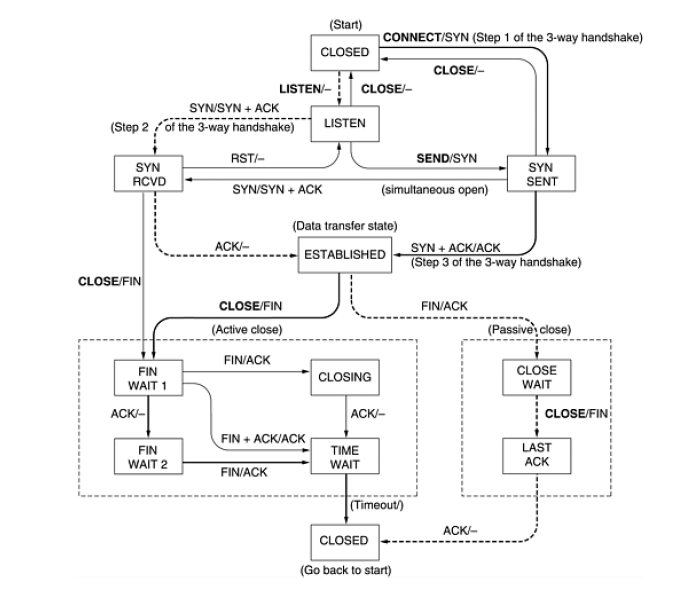 (Start)
CONNECT/SYN (Step 1 of the 3-way handshake)
CLOSED
CLOSE/–
LISTEN/–
CLOSE/–
SYN/SYN + ACK
LISTEN
(Step 2 of the 3-way handshake)
RST/–
SEND/SYN
SYN
RCVD
SYN
SENT
SYN/SYN + ACK
(simultaneous open)
(Data transfer state)
ACK/–
ESTABLISHED
SYN + ACK/ACK
(Step 3 of the 3-way handshake)
CLOSE/FIN
CLOSE/FIN
FIN/ACK
(Active close)
(Passive close)
FIN/ACK
FIN
WAIT 1
CLOSING
CLOSE
WAIT
ACK/–
ACK/–
CLOSE/FIN
FIN + ACK/ACK
FIN
WAIT 2
TIME
WAIT
LAST
ACK
FIN/ACK
(Timeout/)
CLOSED
ACK/–
(Go back to start)